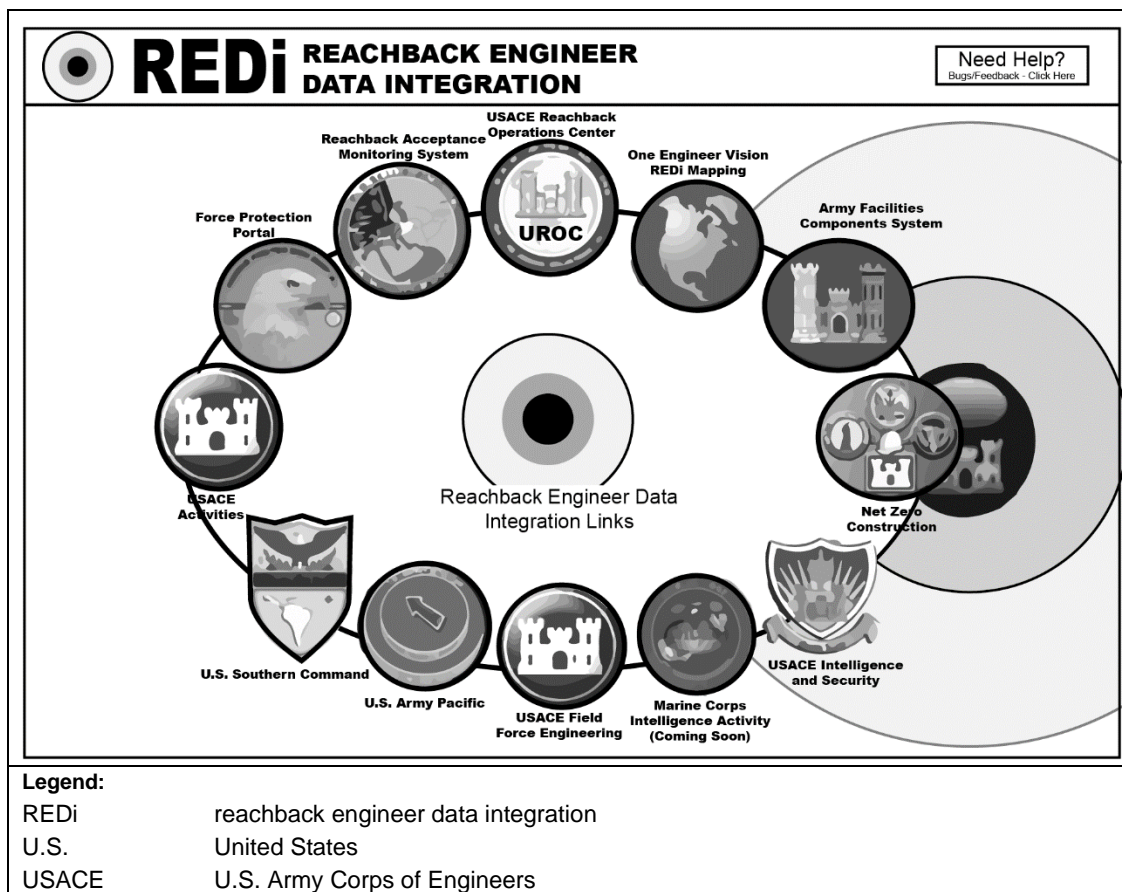 REDi REACHBACK ENGINEER
DATA INTEGRATION
Need Help?
Bugs/Feedback - Click Here
USACE Reachback
Operations Center
Reachback Acceptance
Monitoring System
One Engineer Vision
REDi Mapping
Force Protection
Portal
Army Facilities
Components System
UROC
Reachback Engineer Data
Integration Links
USACE
Activities
Net Zero
Construction
U.S. Southern Command
U.S. Army Pacific
USACE Field
Force Engineering
Marine Corps
Intelligence Activity
(Coming Soon)
USACE Intelligence
and Security
Legend:
REDi reachback engineer data integration
U.S. United States
USACE U.S. Army Corps of Engineers